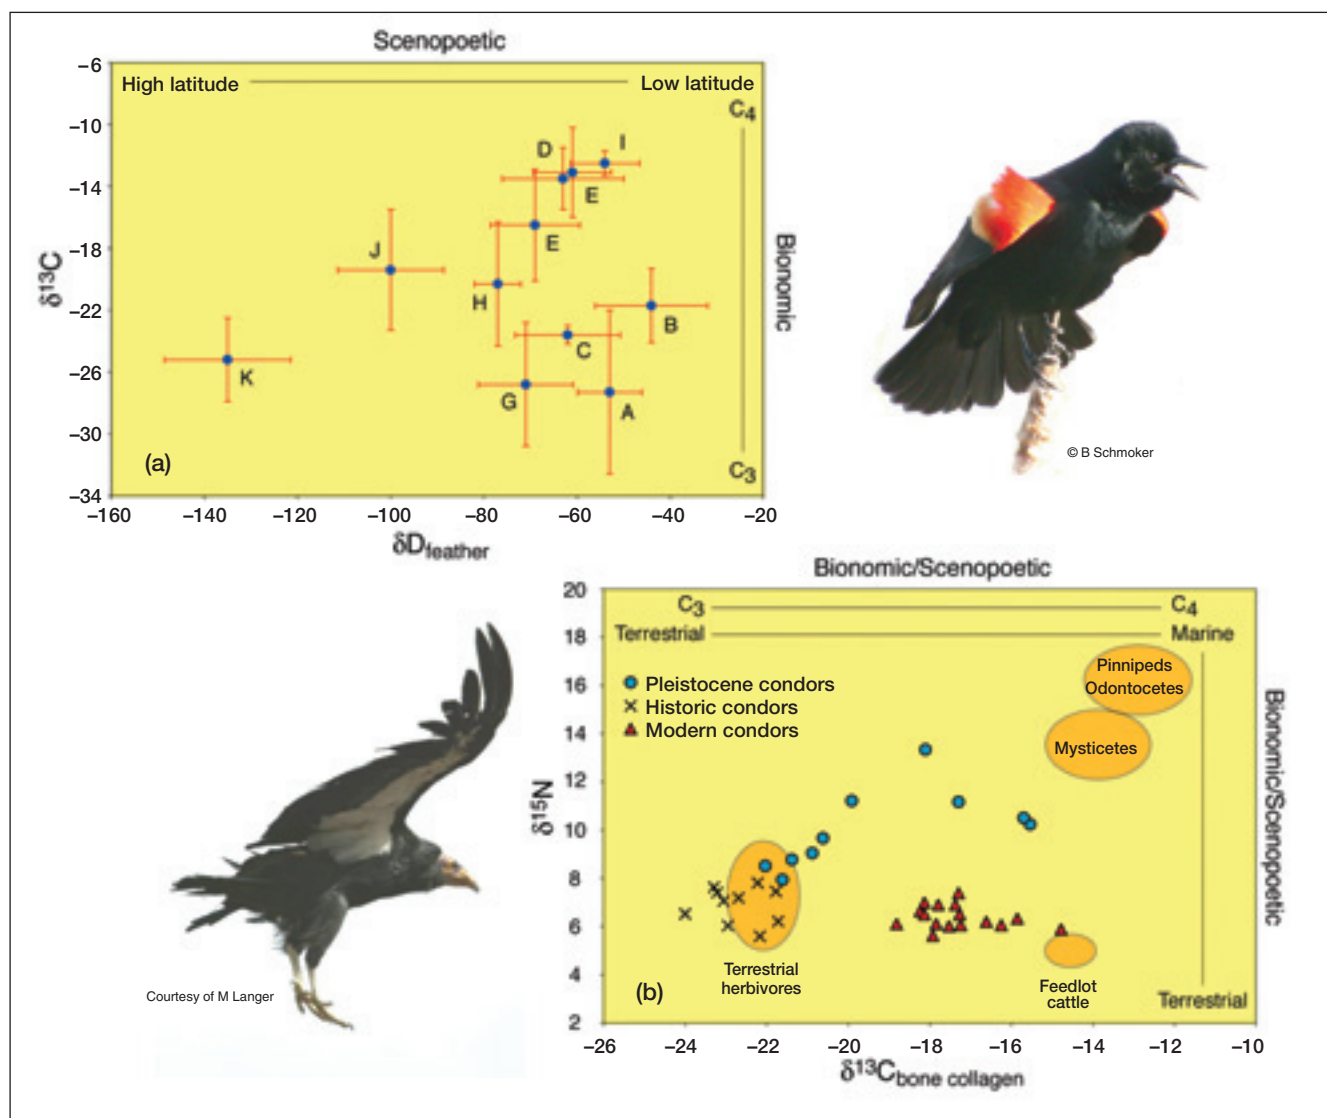 Scenopoetic
−6
High latitude Low latitude
C4
−10
D I
−14
E
−18
E
J
δ13C
H
−22
B
Bionomic
C
−26
K
G
A
−30
(a)
C3
−34
−160 −140 −120 −100 −80 −60 −40 −20
δDfeather
© B Schmoker
Bionomic/Scenopoetic
20
C3 C4
18
Terrestrial Marine
Pinnipeds
Odontocetes
16
Pleistocene condors
Historic condors
Modern condors
14
Mysticetes
12
δ15N
10
8
6
4
Terrestrial
herbivores
Feedlot
cattle
(b)
Terrestrial
2
Bionomic/Scenopoetic
−26 −24 −22 −20 −18 −16 −14 −12 −10
δ13Cbone collagen
Courtesy of M Langer